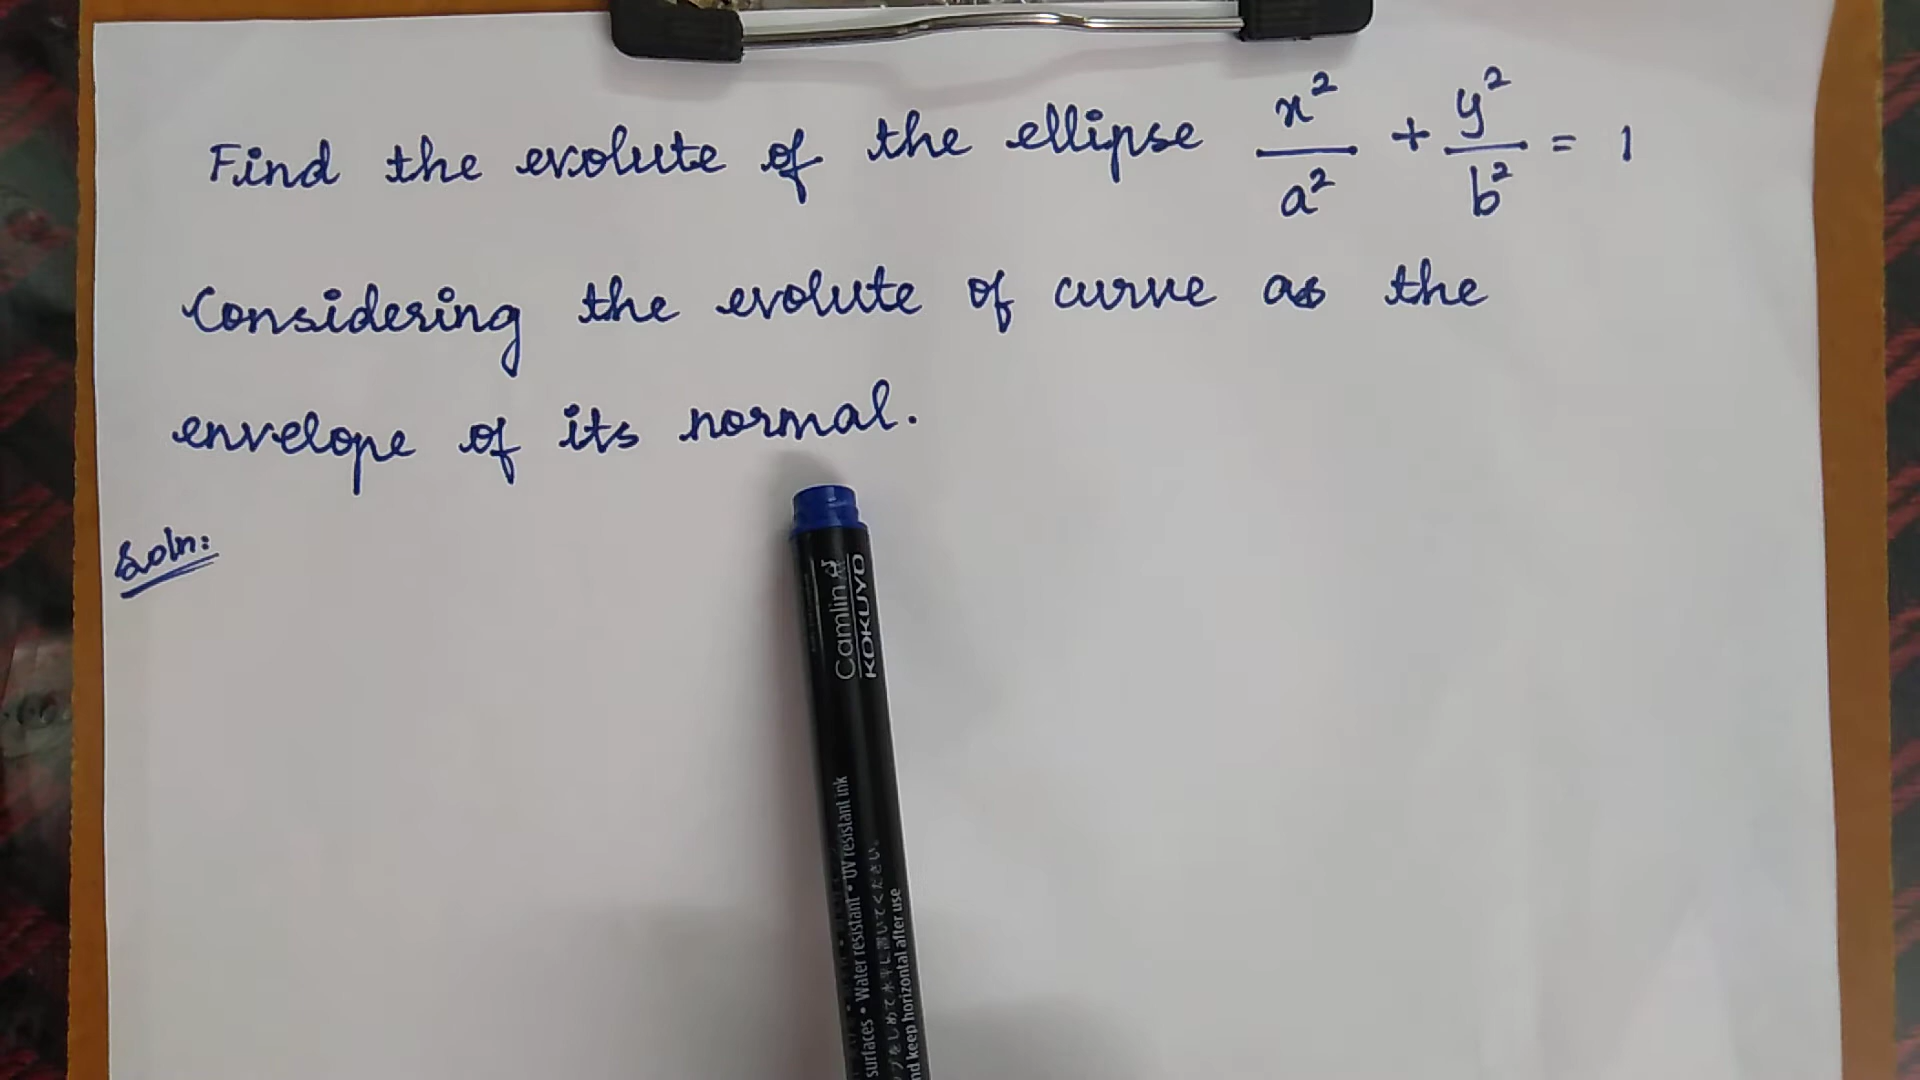 Find the evolute of the ellipse x²/a² + y²/b² = 1
Considering the evolute of curve as the
envelope of its normal.
Soln:
Camlin
KOKUYO
surfaces • Water resistant • UV resistant ink
nd keep horizontal after use